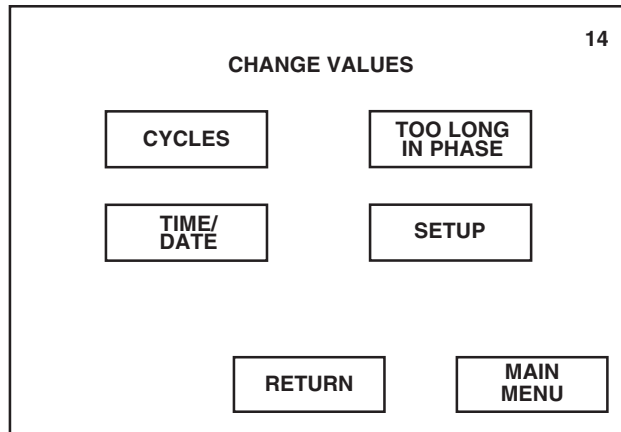 14
CHANGE VALUES
CYCLES
TOO LONG
IN PHASE
TIME/
DATE
SETUP
RETURN
MAIN
MENU